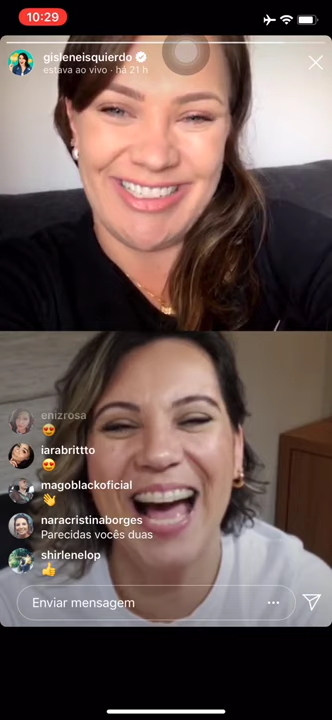 10:29
gisleneisquierdo
estava ao vivo · há 21 h
enizrosa
😍
iarabrittto
😍
magoblackoficial
👋
naracristinaborges
Parecidas vocês duas
shirlenelop
👍
Enviar mensagem